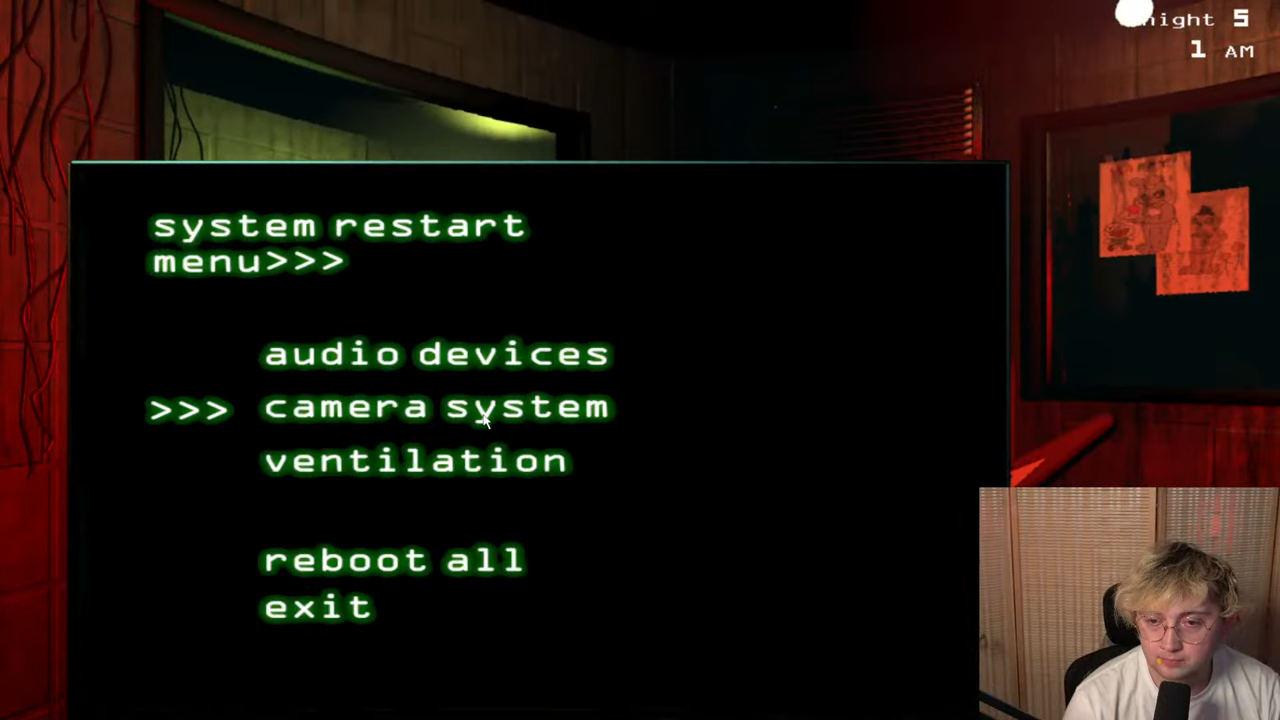 night 5
1 AM
system restart
menu>>>
audio devices
>>> camera system
ventilation
reboot all
exit